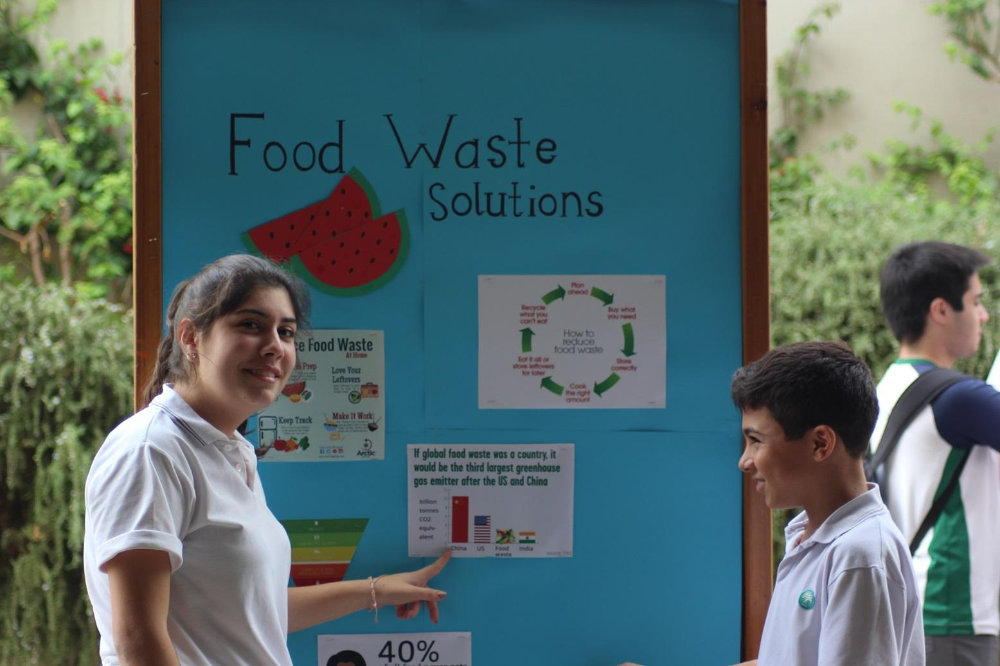 Food Waste
Solutions
Plan
ahead
Buy what
you need
Store
correctly
Cook
the right
amount
Eat it all or
store leftovers
for later
Recycle
what you
can't eat
How to
reduce
food waste
Food Waste
At Home
Prep
Love Your
Leftovers
Keep Track
Make It Work
Arctic
If global food waste was a country, it
would be the third largest greenhouse
gas emitter after the US and China
billion
tonnes
CO2
equiv-
alent
China
US
Food
waste
India
40%